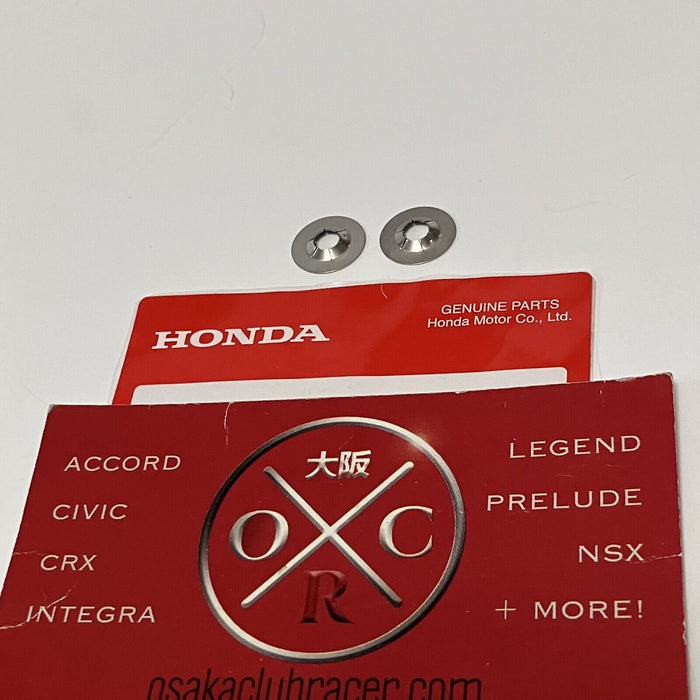 HONDA
GENUINE PARTS
Honda Motor Co., Ltd.
ACCORD
CIVIC
CRX
INTEGRA
大阪
O C
R
LEGEND
PRELUDE
NSX
+ MORE!
osakaclubracer.com